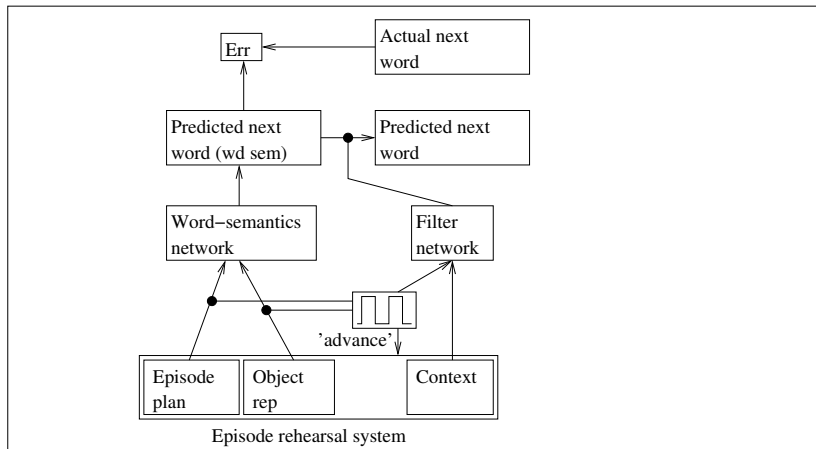 Err
Actual next
word
Predicted next
word (wd sem)
Predicted next
word
Word−semantics
network
Filter
network
'advance'
Episode
plan
Object
rep
Context
Episode rehearsal system